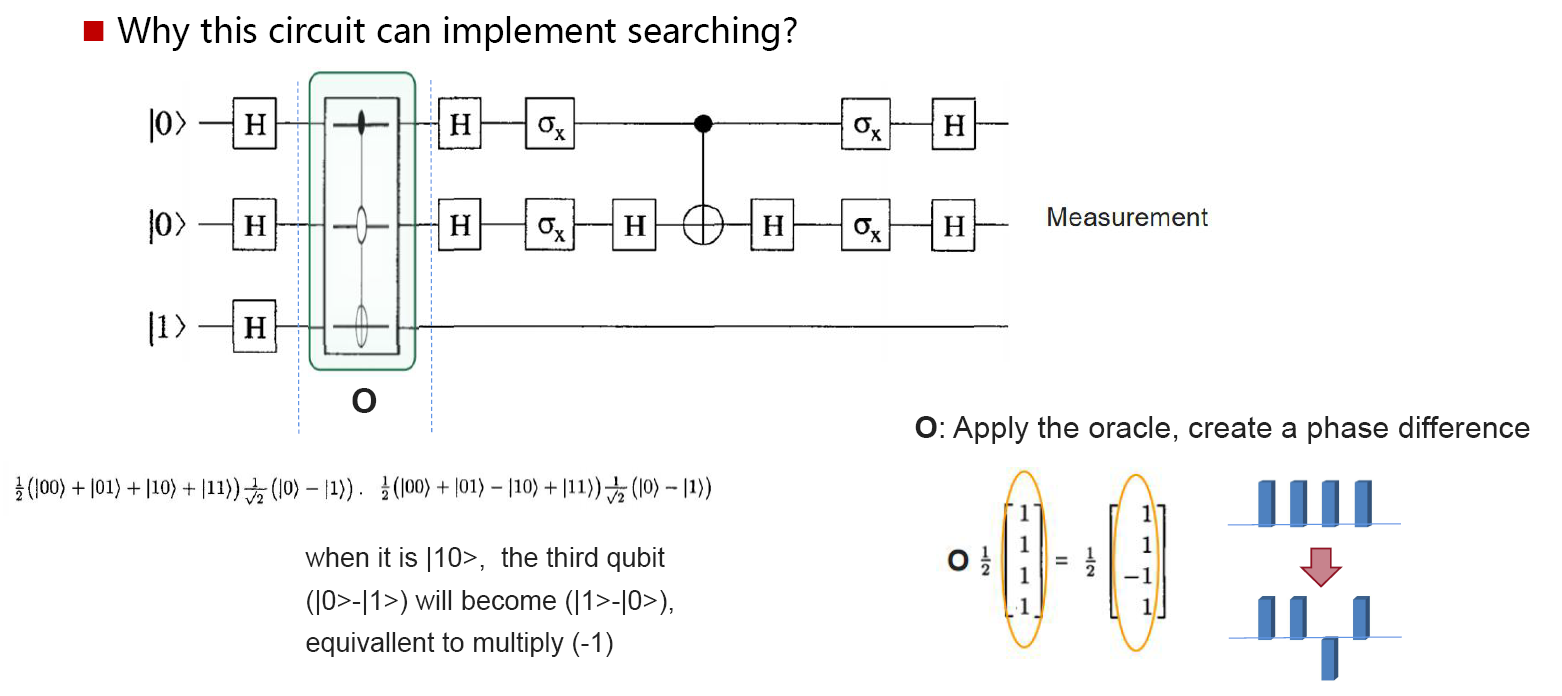 Why this circuit can implement searching?
|0⟩ H H σx σx H
|0⟩ H H σx H H σx H
Measurement
|1⟩ H
O
O: Apply the oracle, create a phase difference
½(|00⟩ + |01⟩ + |10⟩ + |11⟩) 1/√2 (|0⟩ − |1⟩). ½(|00⟩ + |01⟩ − |10⟩ + |11⟩) 1/√2 (|0⟩ − |1⟩)
when it is |10>, the third qubit
(|0>-|1>) will become (|1>-|0>),
equivallent to multiply (-1)
O ½ [1 1 1 1] = ½ [1 1 −1 1]